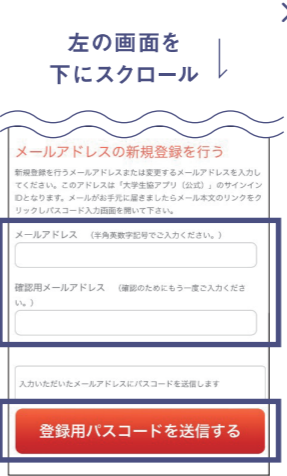 左の画面を
下にスクロール
メールアドレスの新規登録を行う
新規登録を行うメールアドレスまたは変更するメールアドレスを入力し
てください。このアドレスは「大学生協アプリ（公式）」のサインイン
IDとなります。メールがお手元に届きましたらメール本文のリンクをク
リックしパスコード入力画面を開いて下さい。
メールアドレス （半角英数字記号でご入力ください。）
確認用メールアドレス （確認のためにもう一度ご入力くださ
い。）
入力いただいたメールアドレスにパスコードを送信します
登録用パスコードを送信する